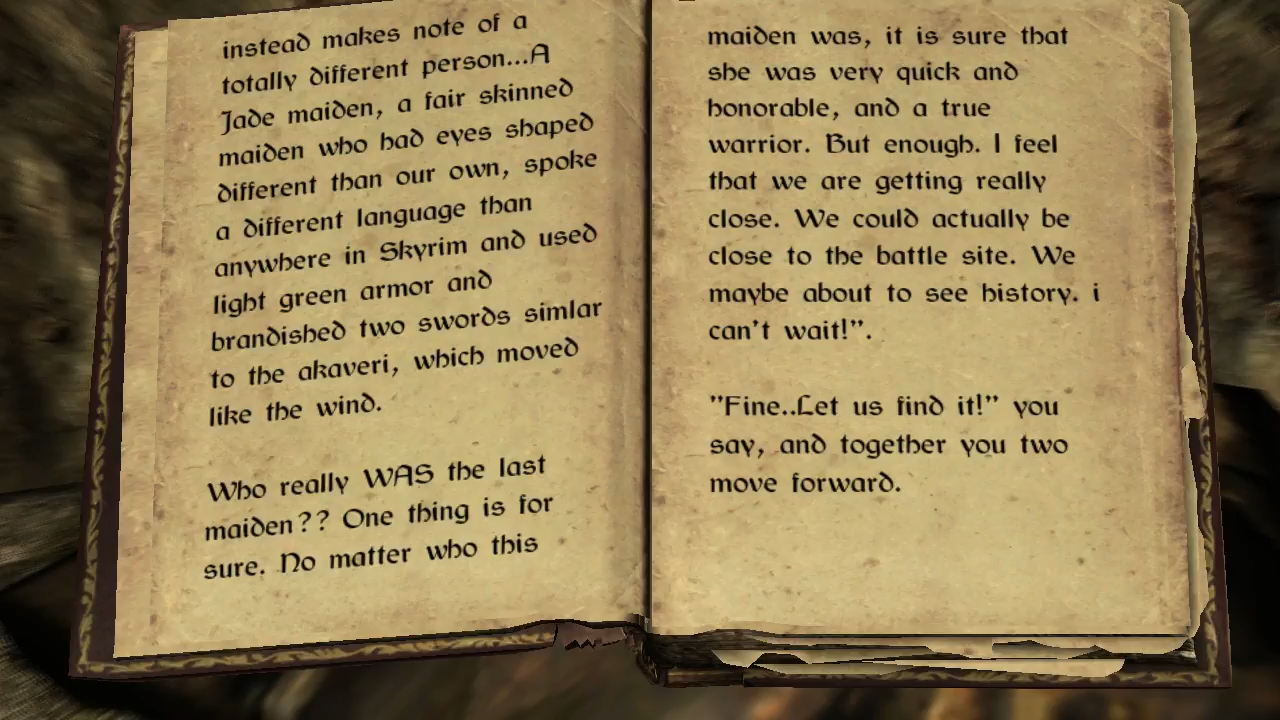 instead makes note of a
totally different person...A
Jade maiden, a fair skinned
maiden who had eyes shaped
different than our own, spoke
a different language than
anywhere in Skyrim and used
light green armor and
brandished two swords simlar
to the akaveri, which moved
like the wind.
Who really WAS the last
maiden?? One thing is for
sure. No matter who this
maiden was, it is sure that
she was very quick and
honorable, and a true
warrior. But enough. I feel
that we are getting really
close. We could actually be
close to the battle site. We
maybe about to see history. i
can't wait!".
"Fine..Let us find it!" you
say, and together you two
move forward.